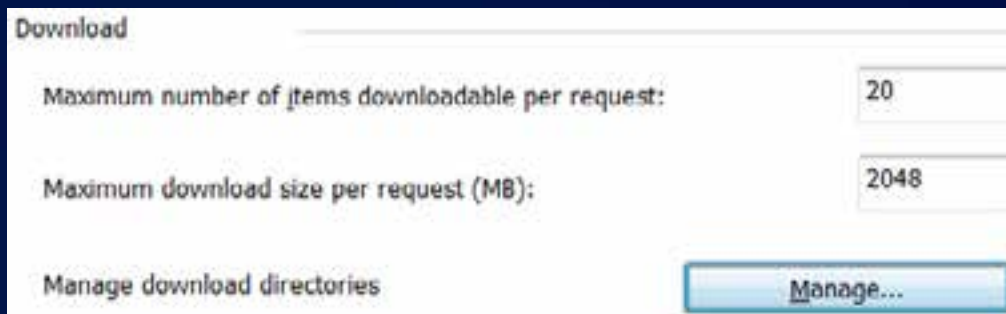 Download
Maximum number of items downloadable per request: 20
Maximum download size per request (MB): 2048
Manage download directories Manage...